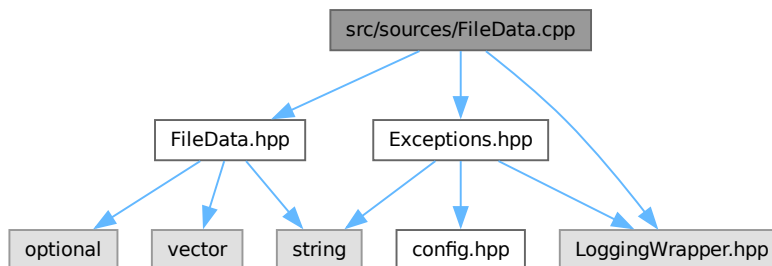 src/sources/FileData.cpp
FileData.hpp
Exceptions.hpp
optional
vector
string
config.hpp
LoggingWrapper.hpp